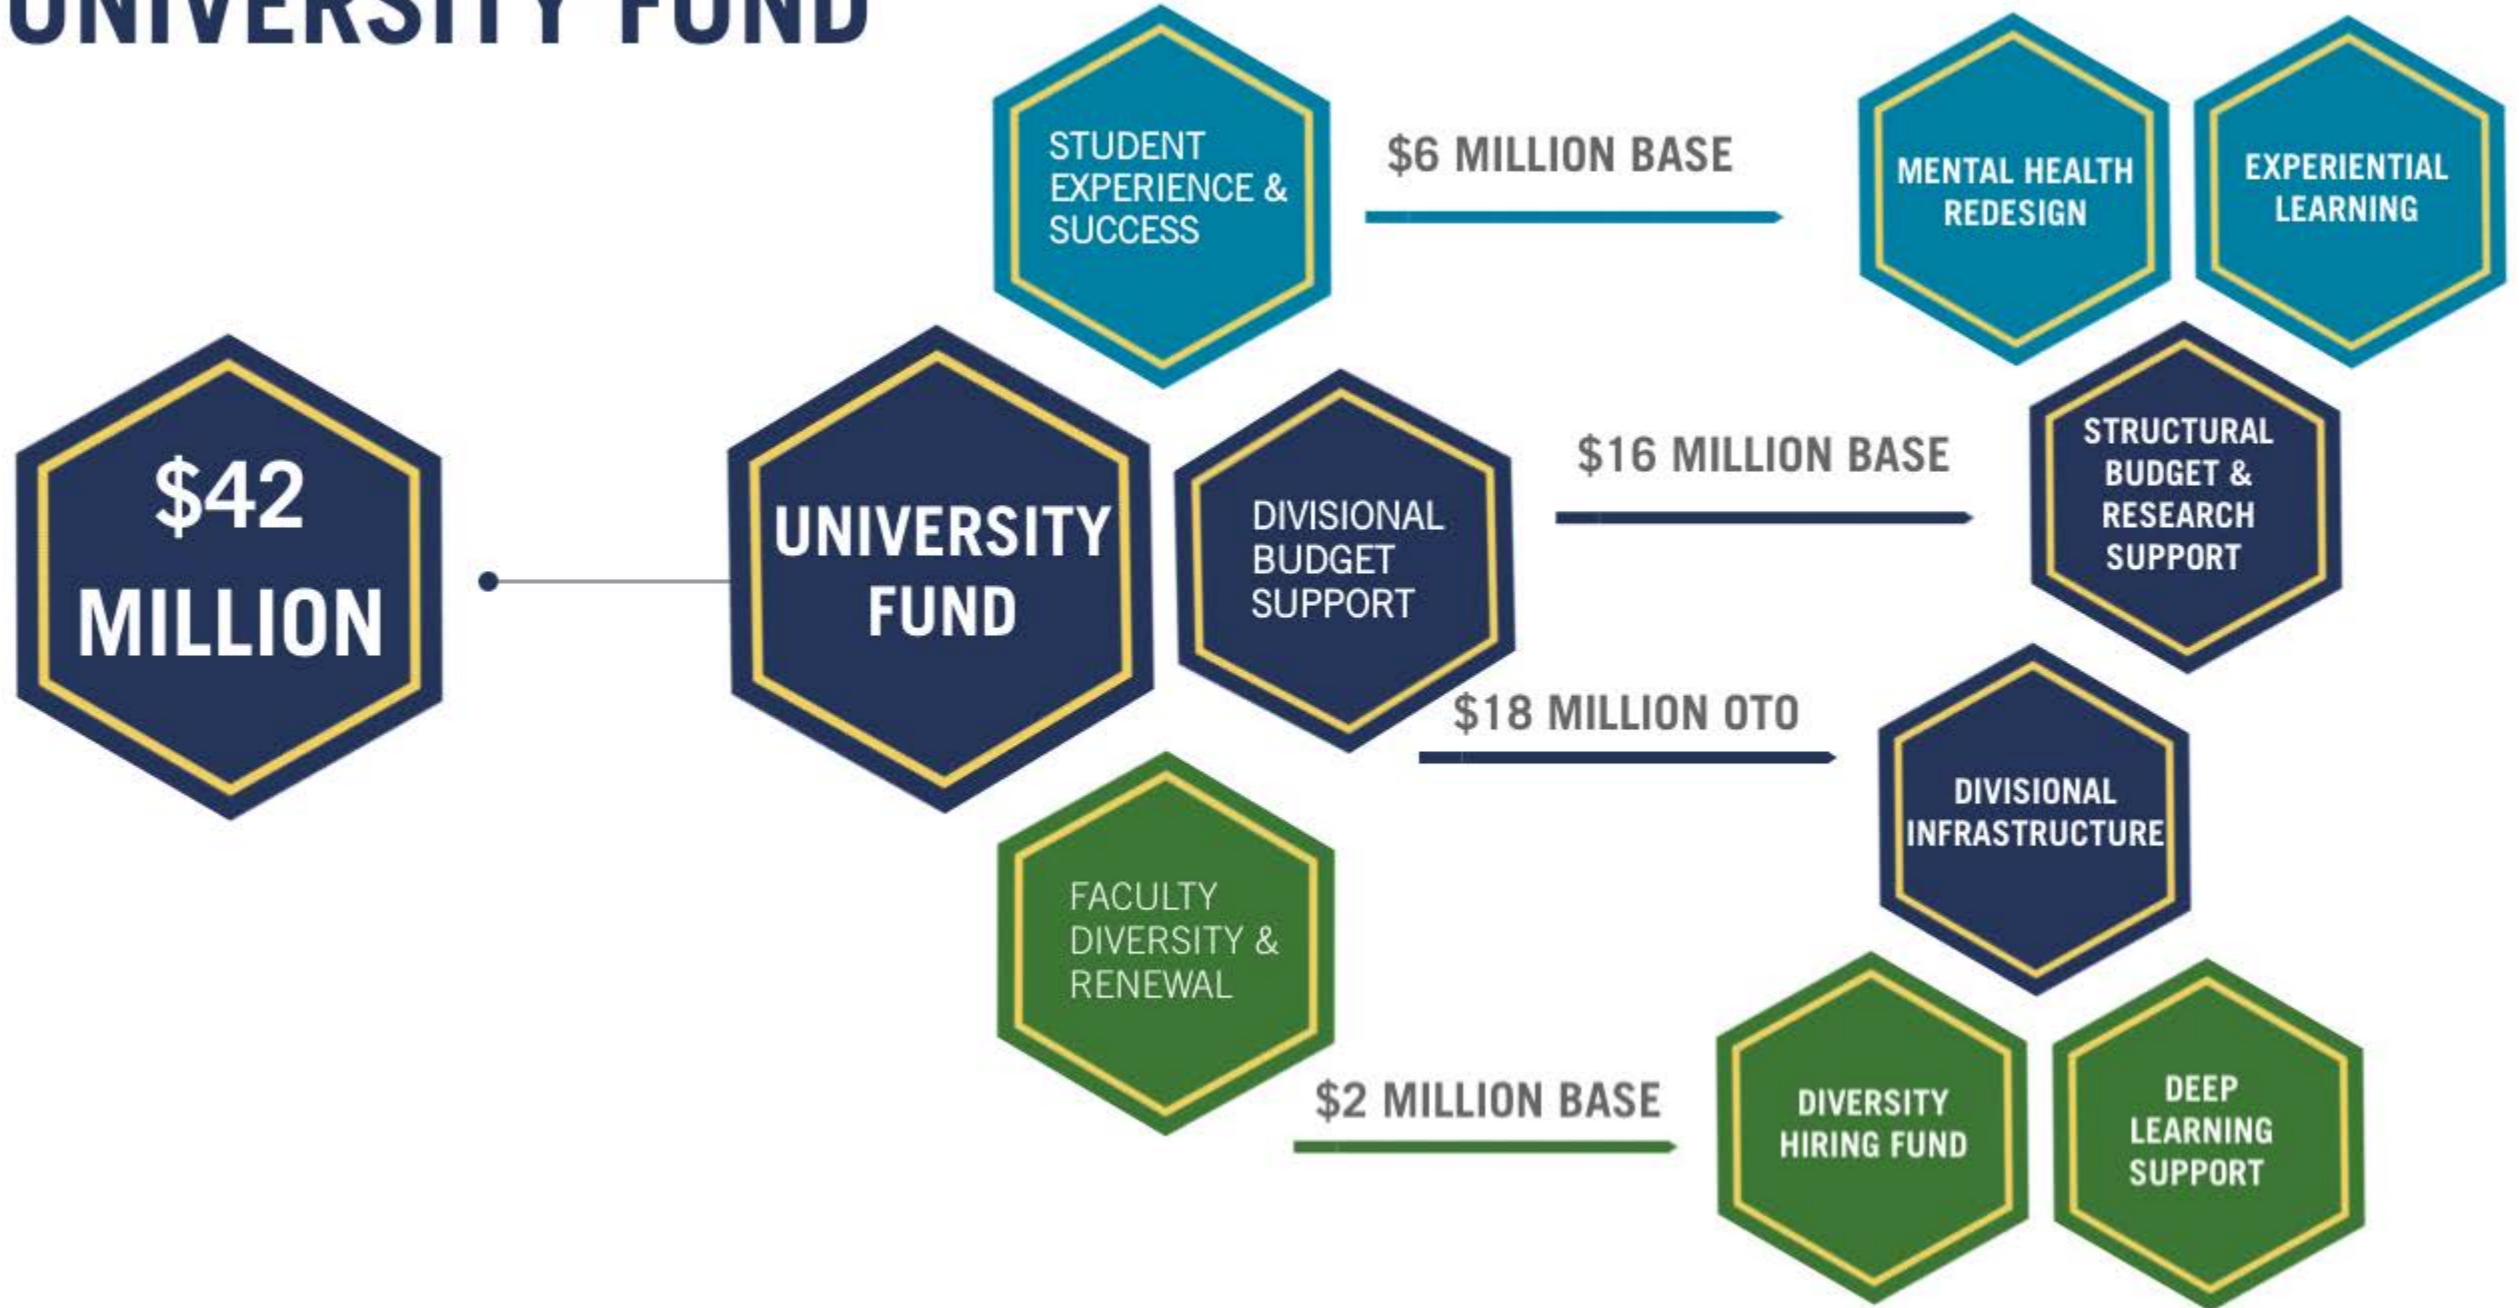 UNIVERSITY FUND
STUDENT
EXPERIENCE &
SUCCESS
$6 MILLION BASE
MENTAL HEALTH
REDESIGN
EXPERIENTIAL
LEARNING
$42
MILLION
UNIVERSITY
FUND
DIVISIONAL
BUDGET
SUPPORT
$16 MILLION BASE
STRUCTURAL
BUDGET &
RESEARCH
SUPPORT
$18 MILLION OTO
DIVISIONAL
INFRASTRUCTURE
FACULTY
DIVERSITY &
RENEWAL
$2 MILLION BASE
DIVERSITY
HIRING FUND
DEEP
LEARNING
SUPPORT